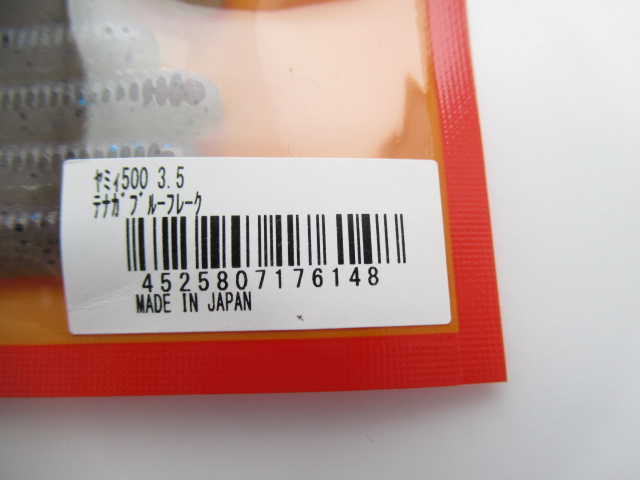 ﾔﾐｨ500 3.5
ﾃﾅｶﾞﾌﾞﾙｰﾌﾚｰｸ
4525807176148
MADE IN JAPAN